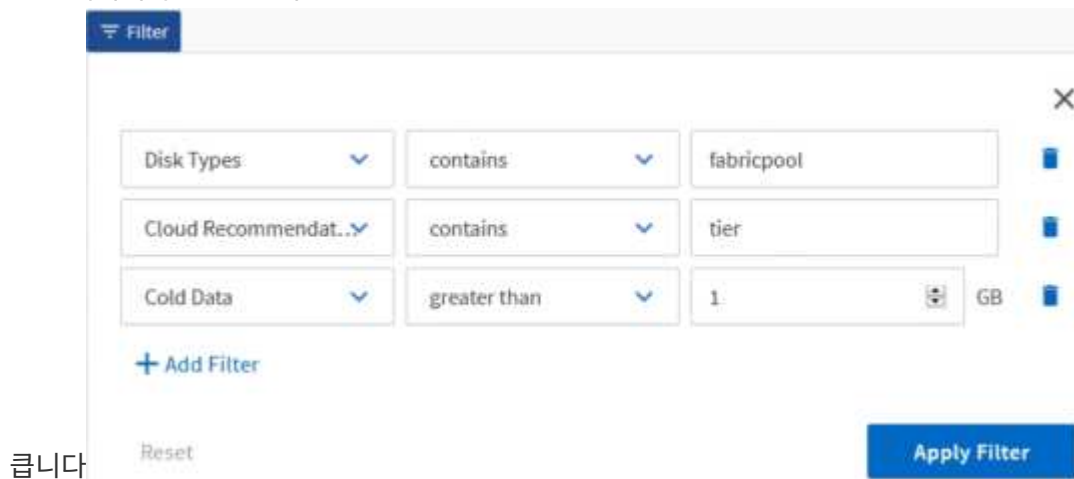 Filter
Disk Types contains fabricpool
Cloud Recommendat... contains tier
Cold Data greater than 1 GB
+ Add Filter
큽니다 Reset Apply Filter